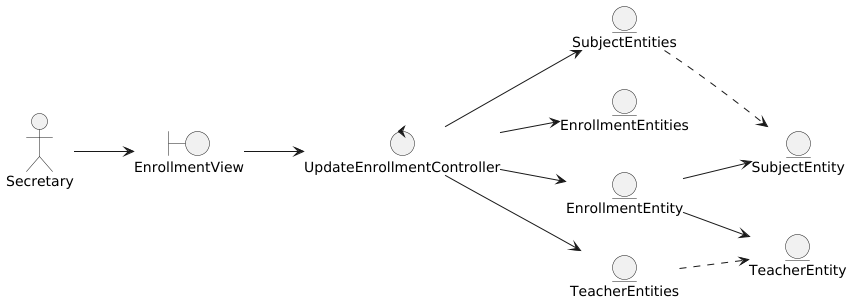 Secretary
EnrollmentView
UpdateEnrollmentController
SubjectEntities
EnrollmentEntities
EnrollmentEntity
TeacherEntities
SubjectEntity
TeacherEntity